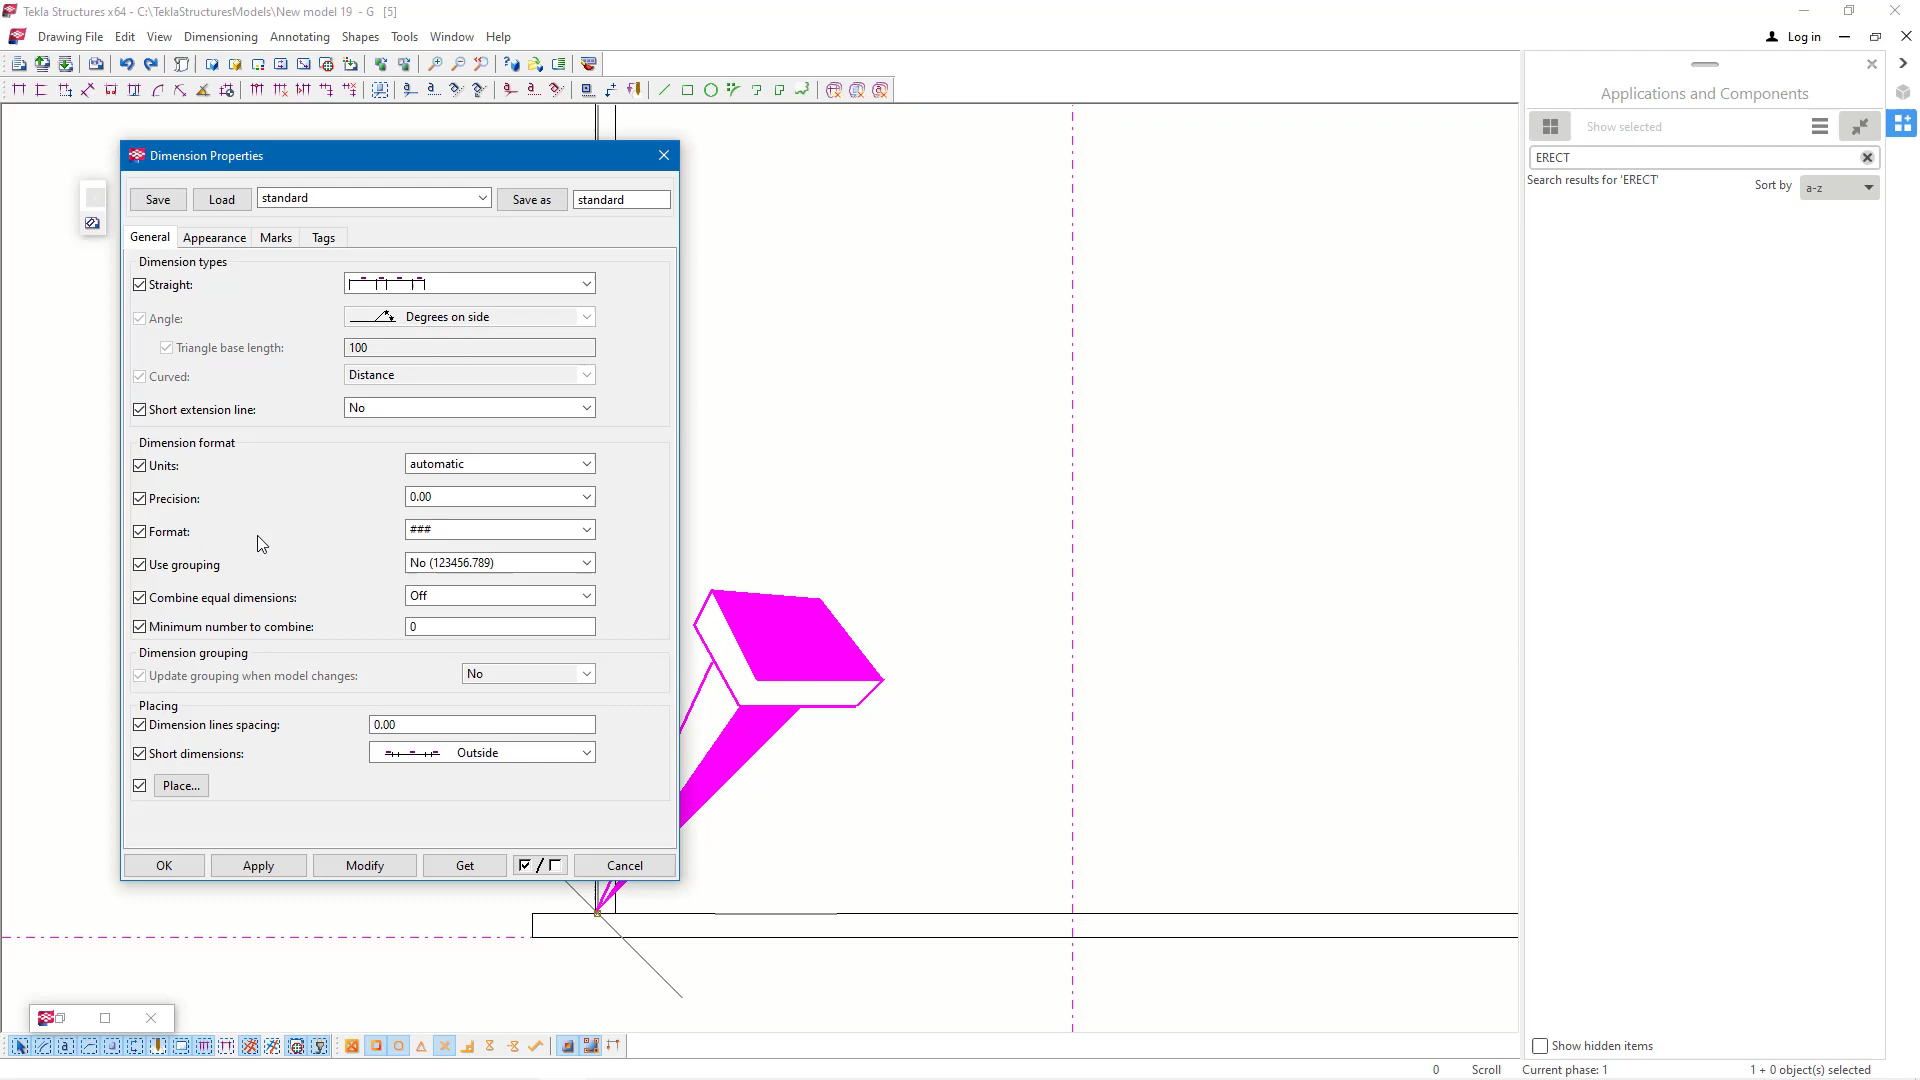 Tekla Structures x64 - C:\TeklaStructuresModels\New model 19 - G [5]
Drawing File Edit View Dimensioning Annotating Shapes Tools Window Help
Log in
Dimension Properties
Save Load standard Save as standard
General Appearance Marks Tags
Dimension types
Straight:
Angle: Degrees on side
Triangle base length: 100
Curved: Distance
Short extension line: No
Dimension format
Units: automatic
Precision: 0.00
Format: ###
Use grouping No (123456.789)
Combine equal dimensions: Off
Minimum number to combine: 0
Dimension grouping
Update grouping when model changes: No
Placing
Dimension lines spacing: 0.00
Short dimensions: Outside
Place...
OK Apply Modify Get / Cancel
Applications and Components
Show selected
ERECT
Search results for 'ERECT' Sort by a-z
Show hidden items
0 Scroll Current phase: 1 1 + 0 object(s) selected